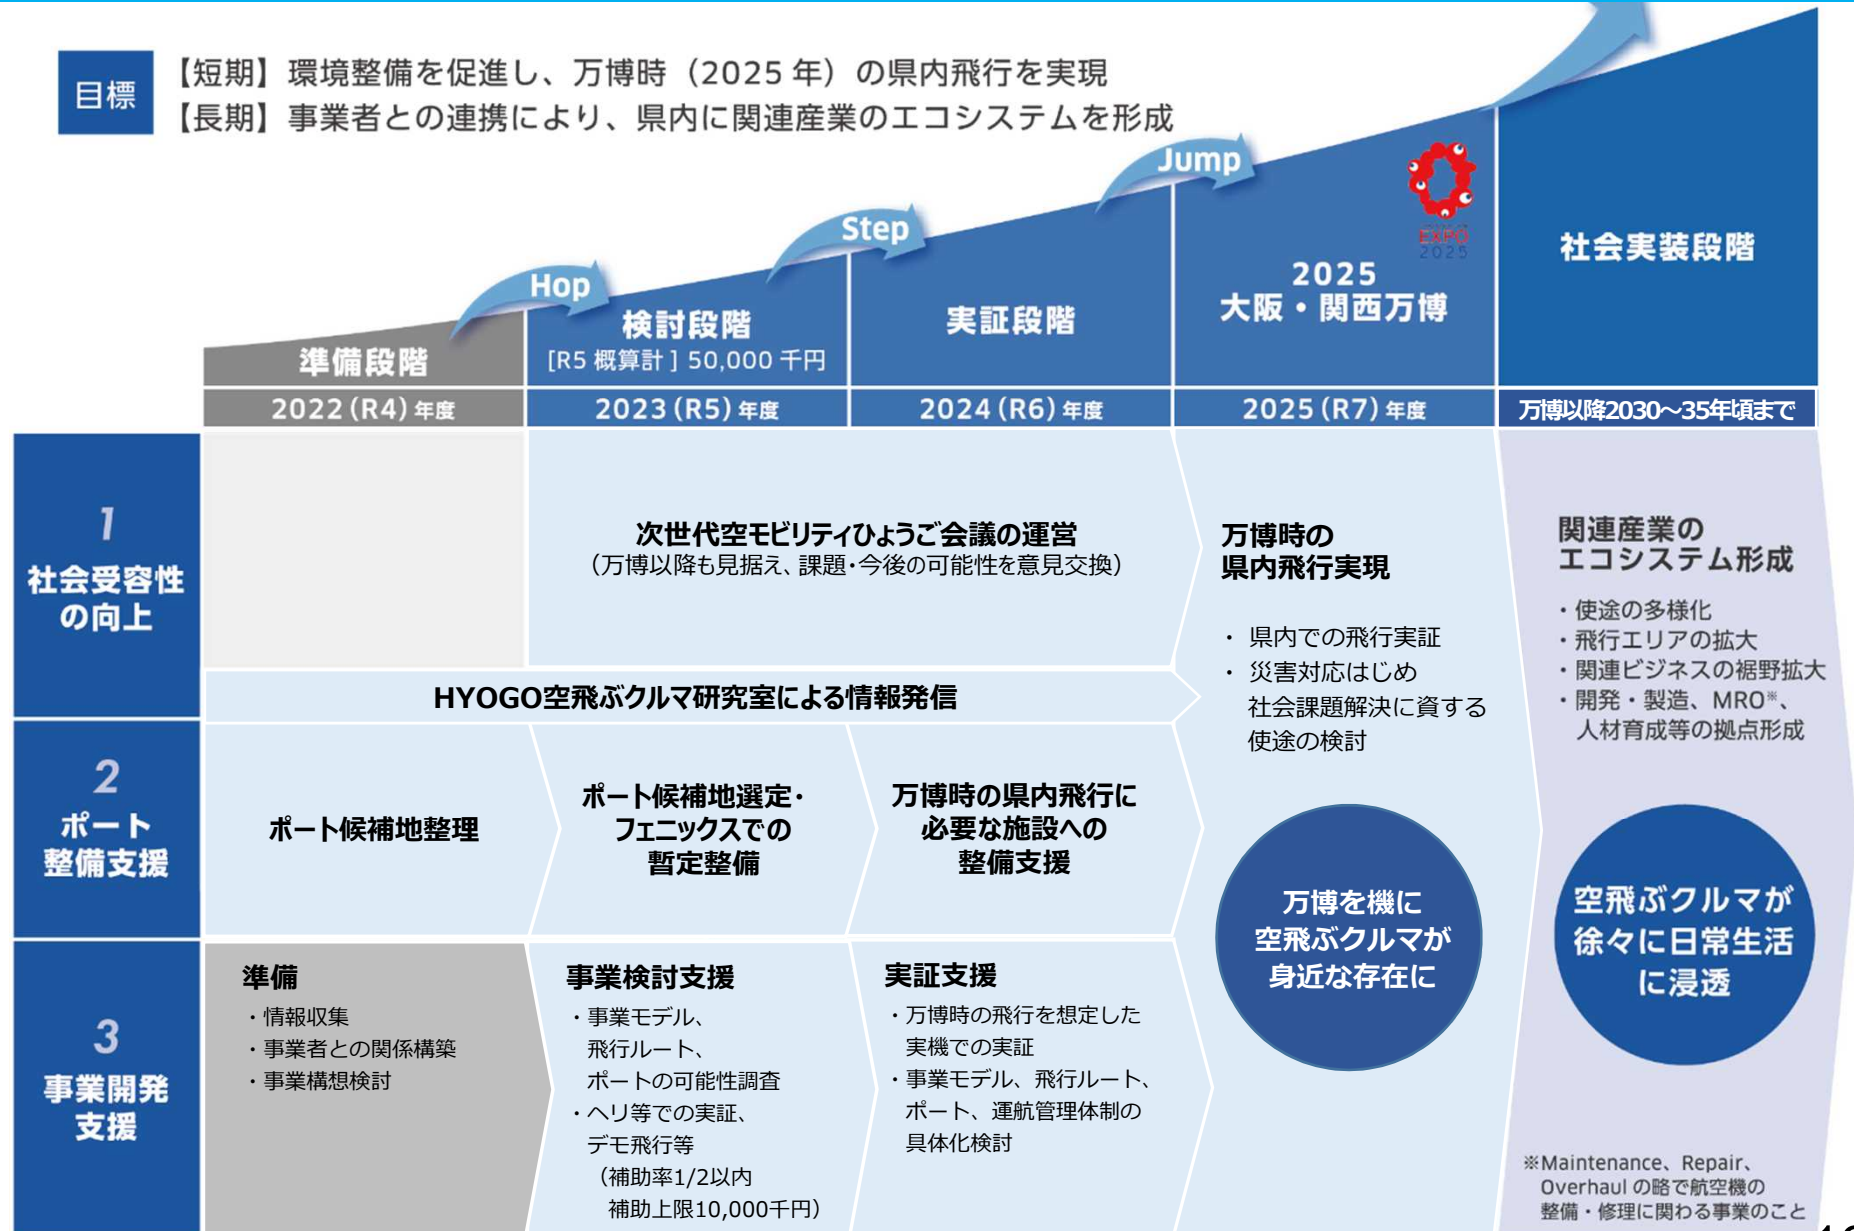 目標
【短期】環境整備を促進し、万博時（2025 年）の県内飛行を実現
【長期】事業者との連携により、県内に関連産業のエコシステムを形成
Hop
Step
Jump
準備段階
検討段階
[R5 概算計 ] 50,000 千円
実証段階
EXPO
2025
2025
大阪・関西万博
社会実装段階
2022(R4)年度
2023(R5)年度
2024(R6)年度
2025(R7)年度
万博以降2030～35年頃まで
1
社会受容性
の向上
次世代空モビリティひょうご会議の運営
（万博以降も見据え、課題・今後の可能性を意見交換）
HYOGO空飛ぶクルマ研究室による情報発信
万博時の
県内飛行実現
・ 県内での飛行実証
・ 災害対応はじめ
社会課題解決に資する
使途の検討
関連産業の
エコシステム形成
・使途の多様化
・飛行エリアの拡大
・関連ビジネスの裾野拡大
・開発・製造、MRO※、
人材育成等の拠点形成
2
ポート
整備支援
ポート候補地整理
ポート候補地選定・
フェニックスでの
暫定整備
万博時の県内飛行に
必要な施設への
整備支援
万博を機に
空飛ぶクルマが
身近な存在に
空飛ぶクルマが
徐々に日常生活
に浸透
3
事業開発
支援
準備
・情報収集
・事業者との関係構築
・事業構想検討
事業検討支援
・事業モデル、
飛行ルート、
ポートの可能性調査
・ヘリ等での実証、
デモ飛行等
（補助率1/2以内
補助上限10,000千円）
実証支援
・万博時の飛行を想定した
実機での実証
・事業モデル、飛行ルート、
ポート、運航管理体制の
具体化検討
※Maintenance、Repair、
Overhaul の略で航空機の
整備・修理に関わる事業のこと